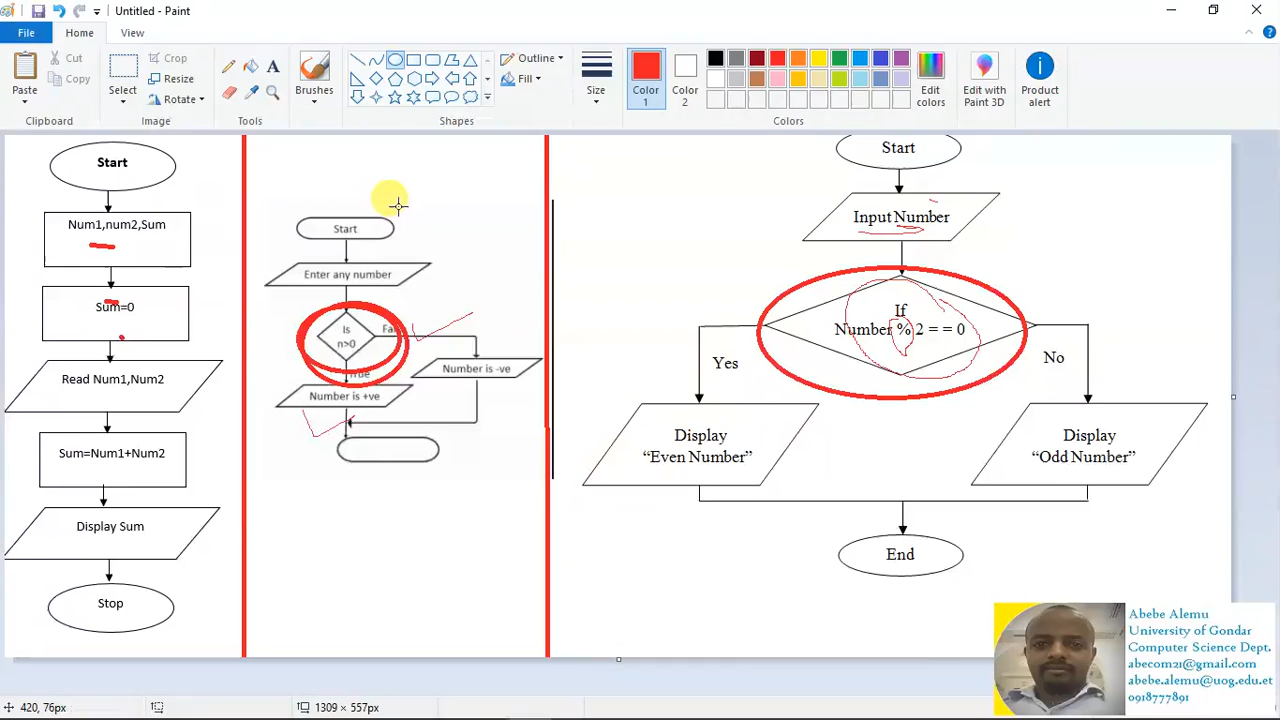 Untitled - Paint
File
Home
View
Paste
Cut
Copy
Clipboard
Select
Crop
Resize
Rotate
Image
A
Tools
Brushes
Outline
Fill
Shapes
Size
Color 1
Color 2
Edit colors
Colors
Edit with Paint 3D
Product alert
Start
Num1,num2,Sum
Sum=0
Read Num1,Num2
Sum=Num1+Num2
Display Sum
Stop
Start
Enter any number
Is
n>0
True
Number is +ve
Number is -ve
Start
Input Number
If
Number % 2 = = 0
Yes
No
Display
“Even Number”
Display
“Odd Number”
End
Abebe Alemu
University of Gondar
Computer Science Dept.
abecom21@gmail.com
abebe.alemu@uog.edu.et
0918777891
420, 76px
1309 × 557px